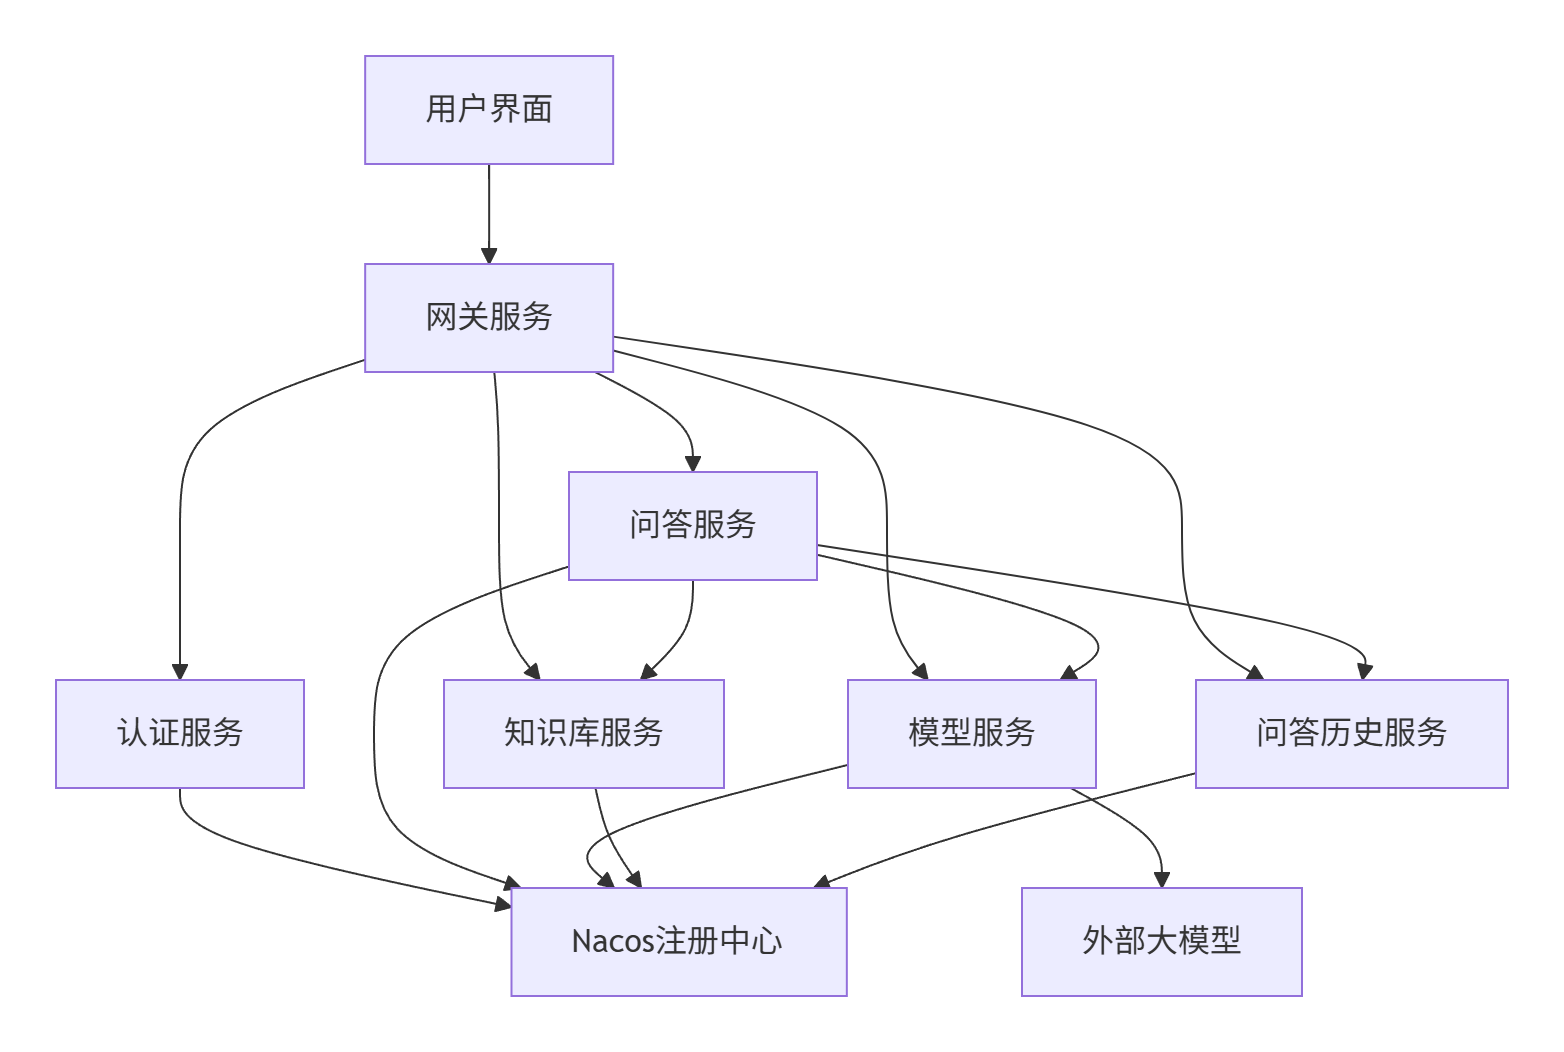 用户界面
网关服务
问答服务
认证服务
知识库服务
模型服务
问答历史服务
Nacos注册中心
外部大模型